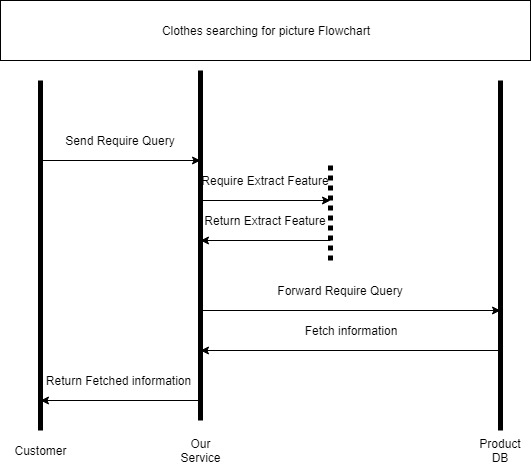 Clothes searching for picture Flowchart
Send Require Query
Require Extract Feature
Return Extract Feature
Forward Require Query
Fetch information
Return Fetched information
Customer
Our
Service
Product
DB